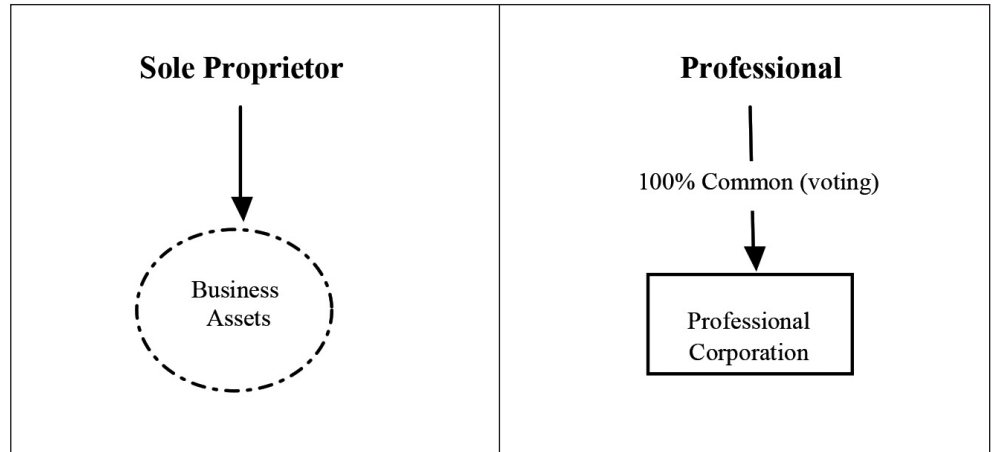 Sole Proprietor
Business
Assets
Professional
100% Common (voting)
Professional
Corporation